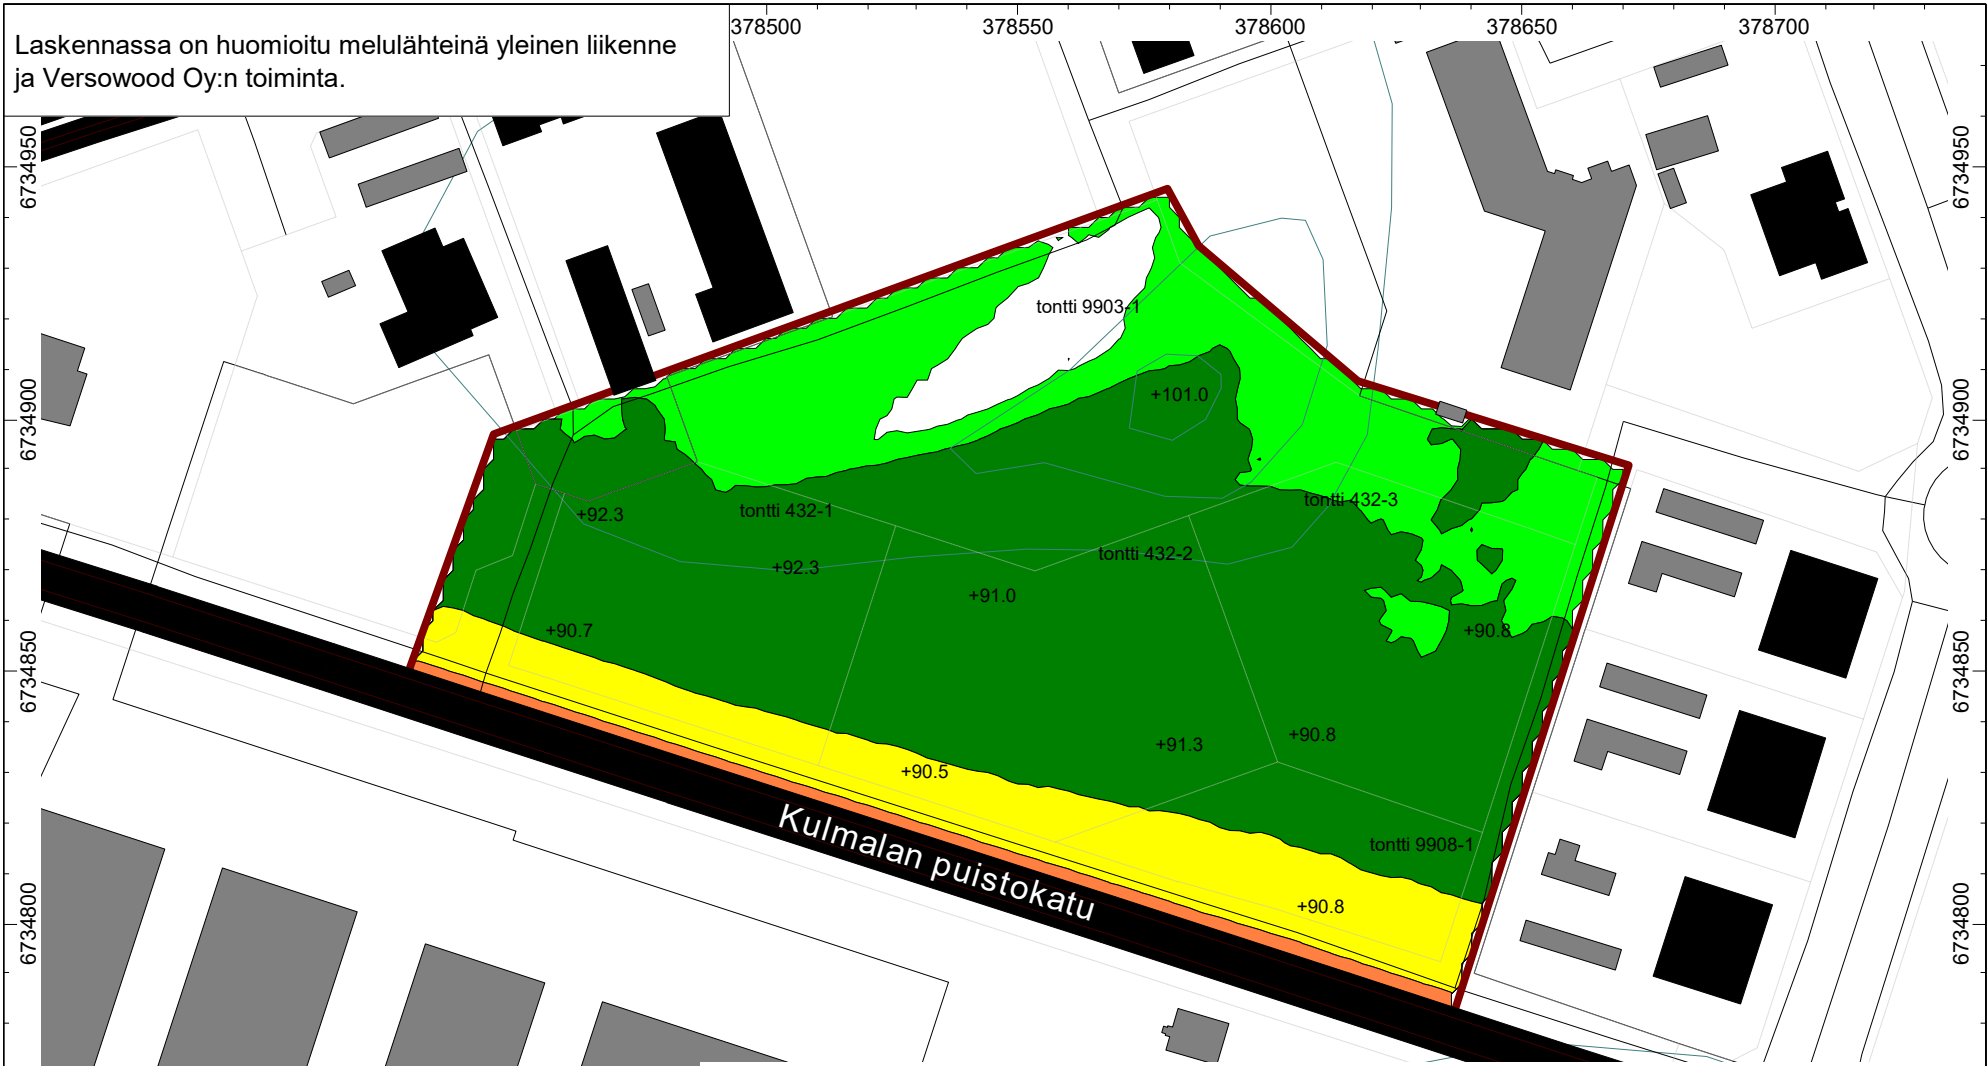 378500
378550
378600
378650
378700
Laskennassa on huomioitu melulähteinä yleinen liikenne
ja Versowood Oy:n toiminta.
6734950
6734950
tontti 9903-1
+101.0
6734900
6734900
tontti 432-3
+92.3
tontti 432-1
tontti 432-2
+92.3
+91.0
+90.7
+90.8
6734850
6734850
+91.3
+90.8
+90.5
Kulmalan puistokatu
tontti 9908-1
+90.8
6734800
6734800